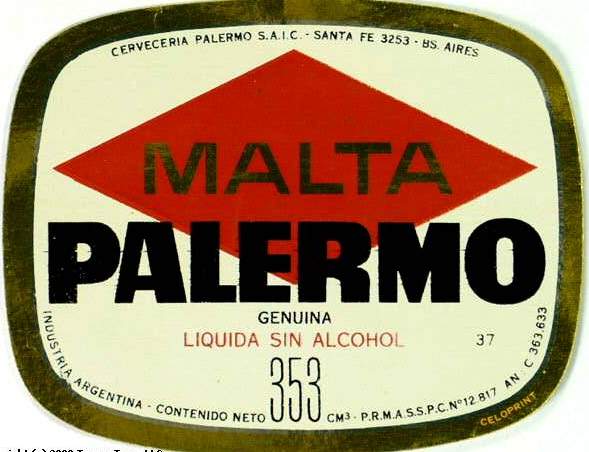 CERVECERIA PALERMO S.A.I.C. - SANTA FE 3253 - BS. AIRES
MALTA
PALERMO
GENUINA
LIQUIDA SIN ALCOHOL
37
353
INDUSTRIA ARGENTINA - CONTENIDO NETO CM³ - P.R.M.A.S.S.P.C. Nº 12.817 AN. C 363.633
CELOPRINT